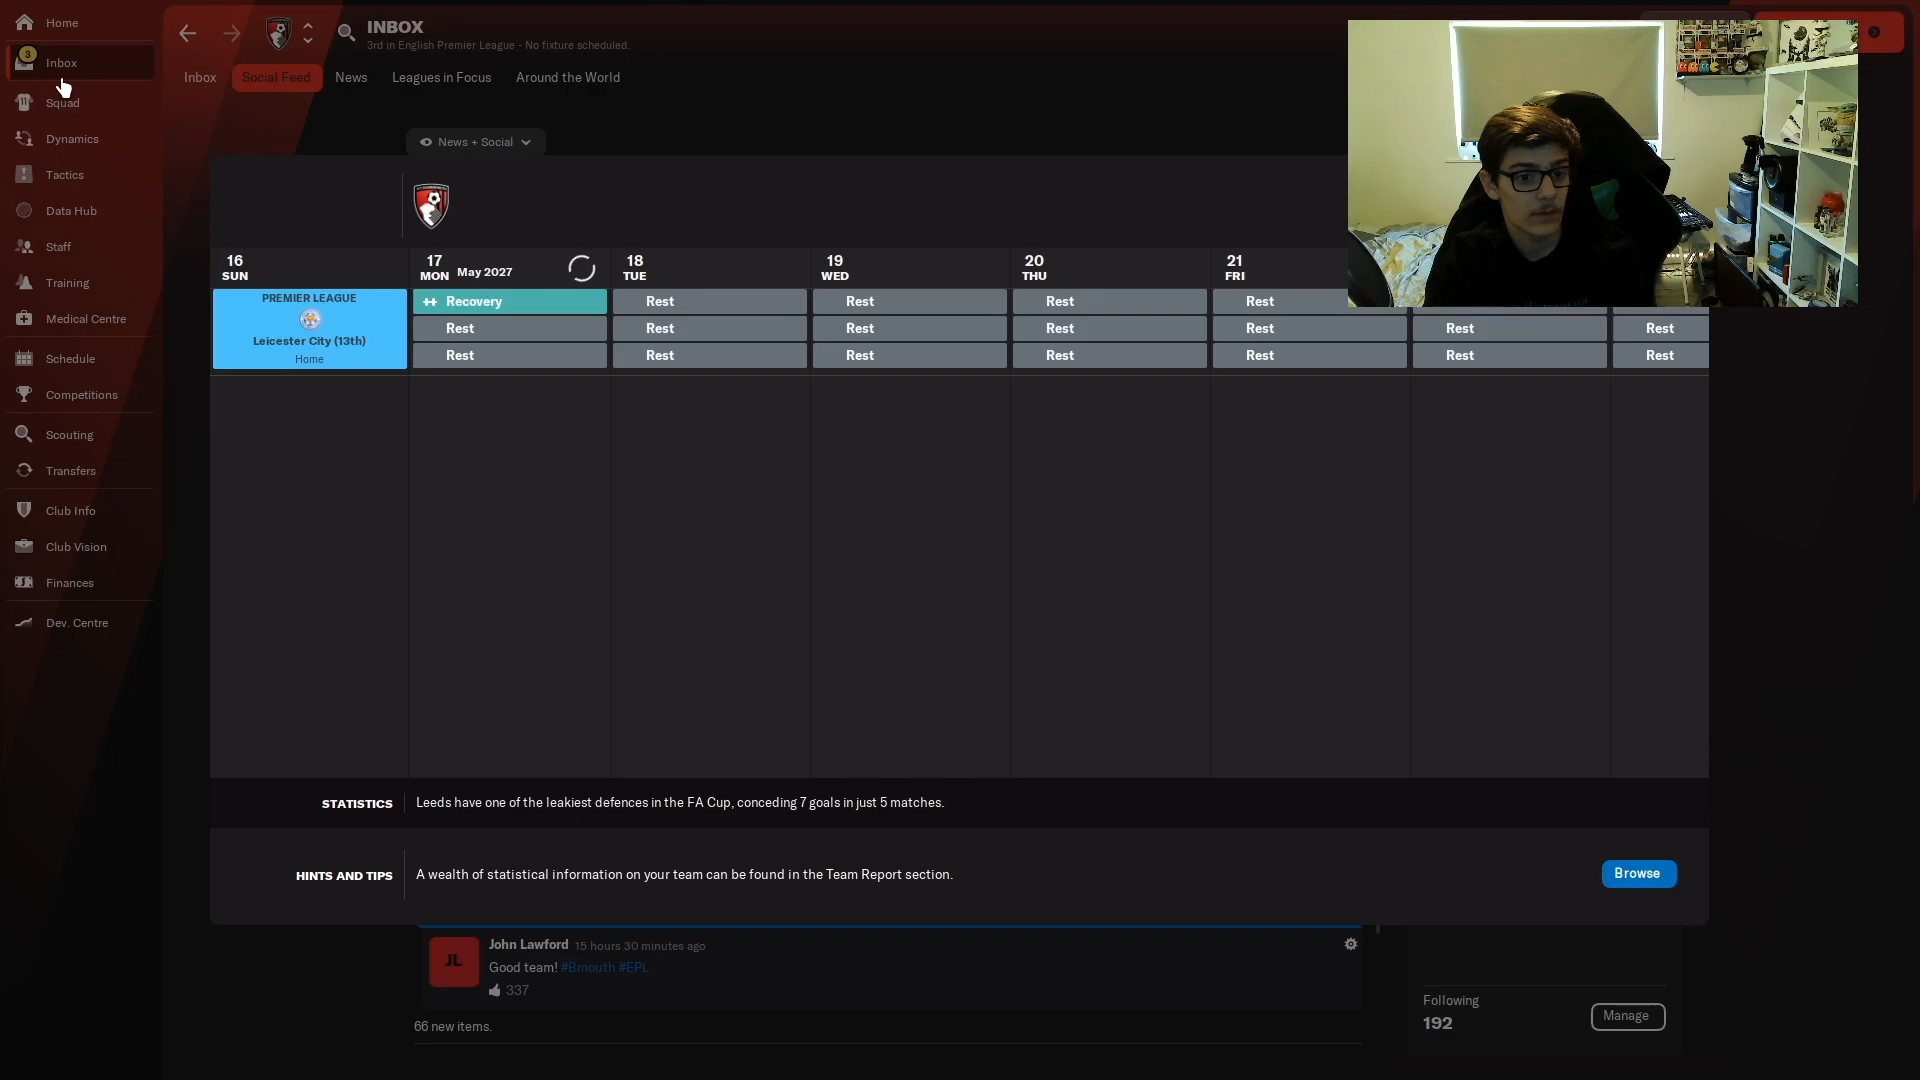 Home
3
Inbox
Squad
Dynamics
Tactics
Data Hub
Staff
Training
Medical Centre
Schedule
Competitions
Scouting
Transfers
Club Info
Club Vision
Finances
Dev. Centre
INBOX
3rd in English Premier League - No fixture scheduled.
Inbox Social Feed News Leagues in Focus Around the World
News + Social
16 SUN
17 MON May 2027
18 TUE
19 WED
20 THU
21 FRI
PREMIER LEAGUE
Leicester City (13th)
Home
Recovery Rest Rest Rest Rest
Rest Rest Rest Rest Rest Rest Rest
Rest Rest Rest Rest Rest Rest Rest
STATISTICS Leeds have one of the leakiest defences in the FA Cup, conceding 7 goals in just 5 matches.
HINTS AND TIPS A wealth of statistical information on your team can be found in the Team Report section. Browse
JL
John Lawford 15 hours 30 minutes ago
Good team! #Bmouth #EPL
337
66 new items.
Following
192
Manage